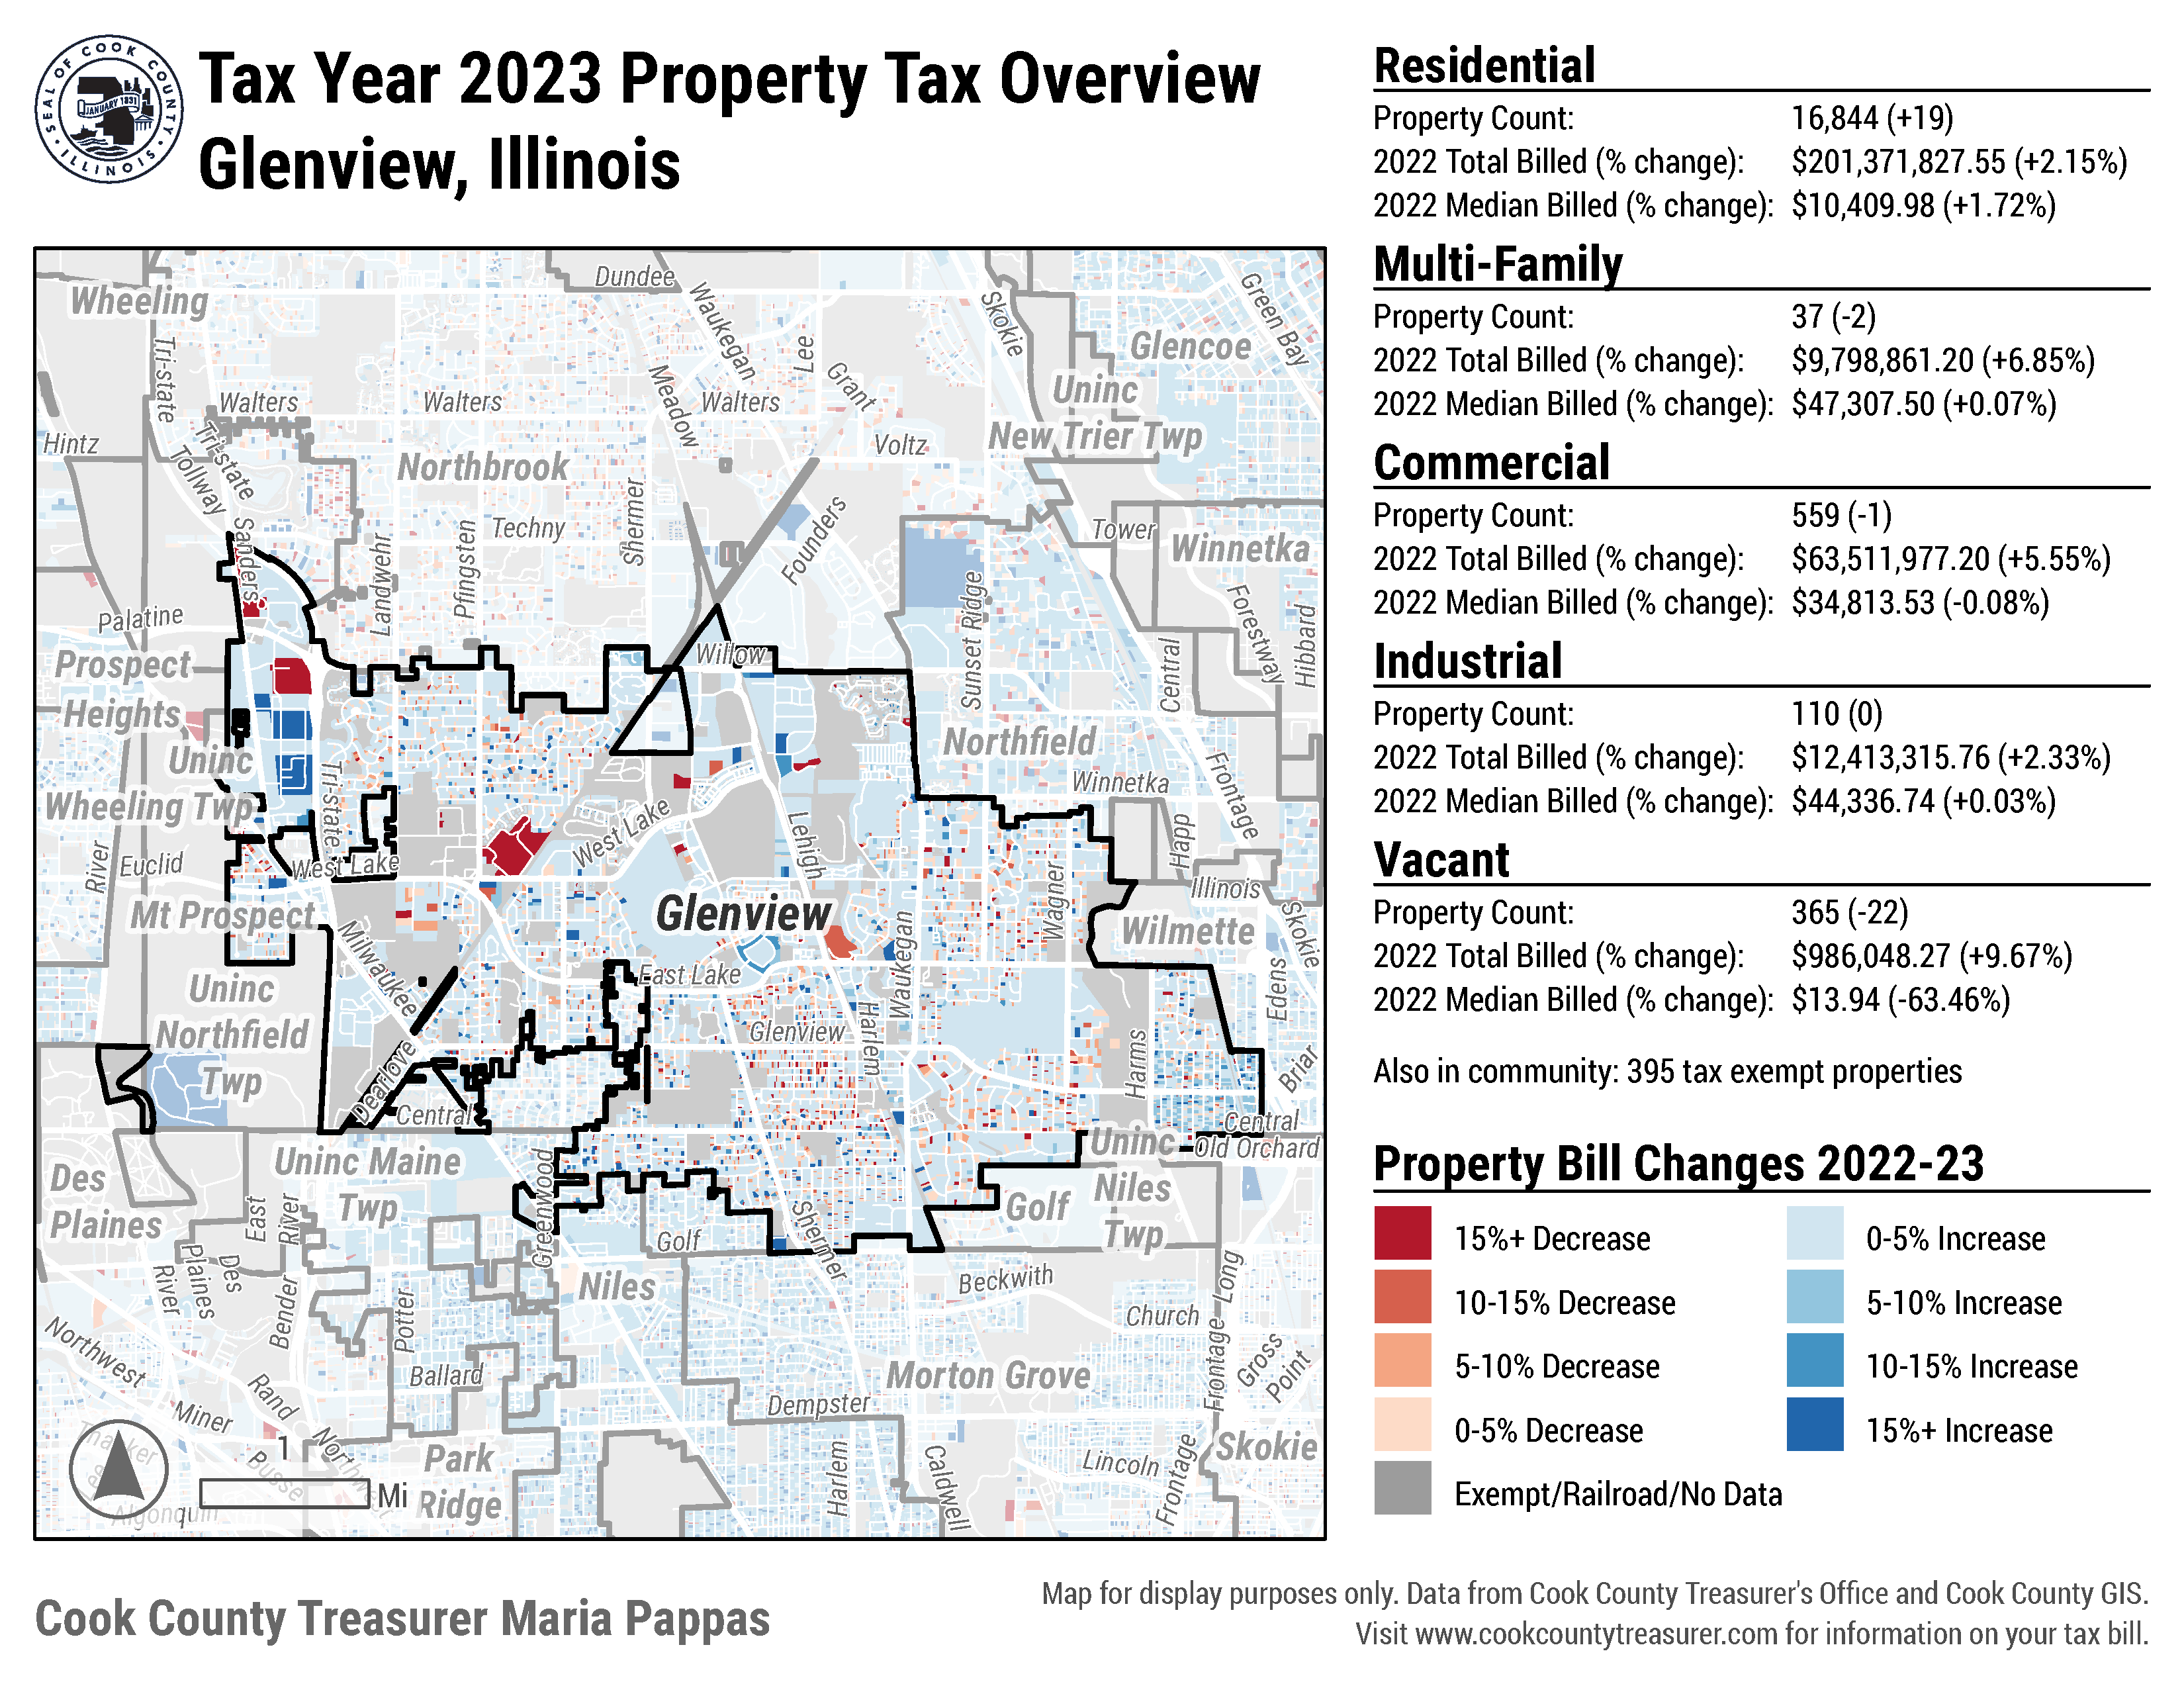 SEAL OF COOK COUNTY
JANUARY 1831
ILLINOIS
Tax Year 2023 Property Tax Overview
Glenview, Illinois
Residential
Property Count: 16,844 (+19)
2022 Total Billed (% change): $201,371,827.55 (+2.15%)
2022 Median Billed (% change): $10,409.98 (+1.72%)
Multi-Family
Property Count: 37 (-2)
2022 Total Billed (% change): $9,798,861.20 (+6.85%)
2022 Median Billed (% change): $47,307.50 (+0.07%)
Commercial
Property Count: 559 (-1)
2022 Total Billed (% change): $63,511,977.20 (+5.55%)
2022 Median Billed (% change): $34,813.53 (-0.08%)
Industrial
Property Count: 110 (0)
2022 Total Billed (% change): $12,413,315.76 (+2.33%)
2022 Median Billed (% change): $44,336.74 (+0.03%)
Vacant
Property Count: 365 (-22)
2022 Total Billed (% change): $986,048.27 (+9.67%)
2022 Median Billed (% change): $13.94 (-63.46%)
Also in community: 395 tax exempt properties
Property Bill Changes 2022-23
15%+ Decrease
10-15% Decrease
5-10% Decrease
0-5% Decrease
Exempt/Railroad/No Data
0-5% Increase
5-10% Increase
10-15% Increase
15%+ Increase
Dundee
Wheeling
Waukegan
Skokie
Green Bay
Tri-state
Lee
Glencoe
Meadow
Grant
Uninc
New Trier Twp
Walters
Walters
Walters
Hintz
Tri-state
Tollway
Voltz
Northbrook
Shermer
Sanders
Landwehr
Pfingsten
Techny
Founders
Tower
Winnetka
Palatine
Sunset Ridge
Forestway
Hibbard
Prospect
Heights
Willow
Central
Uninc
Wheeling Twp
Northfield
Winnetka
Frontage
Tri-state
West Lake
Lehigh
Happ
River
Euclid
West Lake
Wagner
Illinois
Mt Prospect
Glenview
Waukegan
Wilmette
Skokie
Milwaukee
East Lake
Edens
Uninc
Northfield
Twp
Glenview
Harlem
Harms
Briar
Dearlove
Central
Central
Old Orchard
Uninc
Niles
Twp
Uninc Maine
Twp
Des
Plaines
East
River
Greenwood
Golf
Golf
Shermer
Des
Plaines
River
Bender
Potter
Niles
Beckwith
Long
Church
Northwest
Ballard
Morton Grove
Frontage
Gross
Point
Rand
Miner
Dempster
Northwest
Busse
Park
Ridge
Harlem
Caldwell
Lincoln
Frontage
Skokie
Algonquin
1
Mi
Cook County Treasurer Maria Pappas
Map for display purposes only. Data from Cook County Treasurer's Office and Cook County GIS.
Visit www.cookcountytreasurer.com for information on your tax bill.